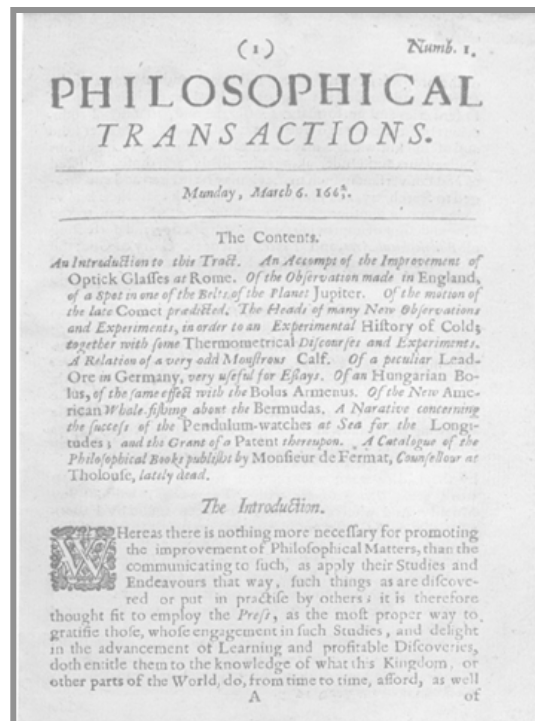 (1)
Numb. 1.
PHILOSOPHICAL
TRANSACTIONS.
Munday, March 6. 166⁴⁄₅.
The Contents.
An Introduction to this Tract. An Accompt of the Improvement of
Optick Glaſſes at Rome. Of the Obſervation made in England,
of a Spot in one of the Belts of the Planet Jupiter. Of the motion of
the late Comet prædicted. The Heads of many New Obſervations
and Experiments, in order to an Experimental Hiſtory of Cold;
together with ſome Thermometrical Diſcourſes and Experiments.
A Relation of a very odd Monſtrous Calf. Of a peculiar Lead-
Ore in Germany, very uſeful for Eſſays. Of an Hungarian Bo-
lus, of the ſame effect with the Bolus Armenus. Of the New Ame-
rican Whale-fiſhing about the Bermudas. A Narative concerning
the ſucceſs of the Pendulum-watches at Sea for the Longi-
tudes; and the Grant of a Patent thereupon. A Catalogue of the
Philoſophical Books publiſht by Monſieur de Fermat, Counſellour at
Tholouſe, lately dead.
The Introduction.
WHereas there is nothing more neceſſary for promoting
the improvement of Philoſophical Matters, than the
communicating to ſuch, as apply their Studies and
Endeavours that way, ſuch things as are diſcove-
red or put in practiſe by others; it is therefore
thought fit to employ the Preſs, as the moſt proper way to
gratifie thoſe, whoſe engagement in ſuch Studies, and delight
in the advancement of Learning and profitable Diſcoveries,
doth entitle them to the knowledge of what this Kingdom, or
other parts of the World, do, from time to time, afford, as well
A
of